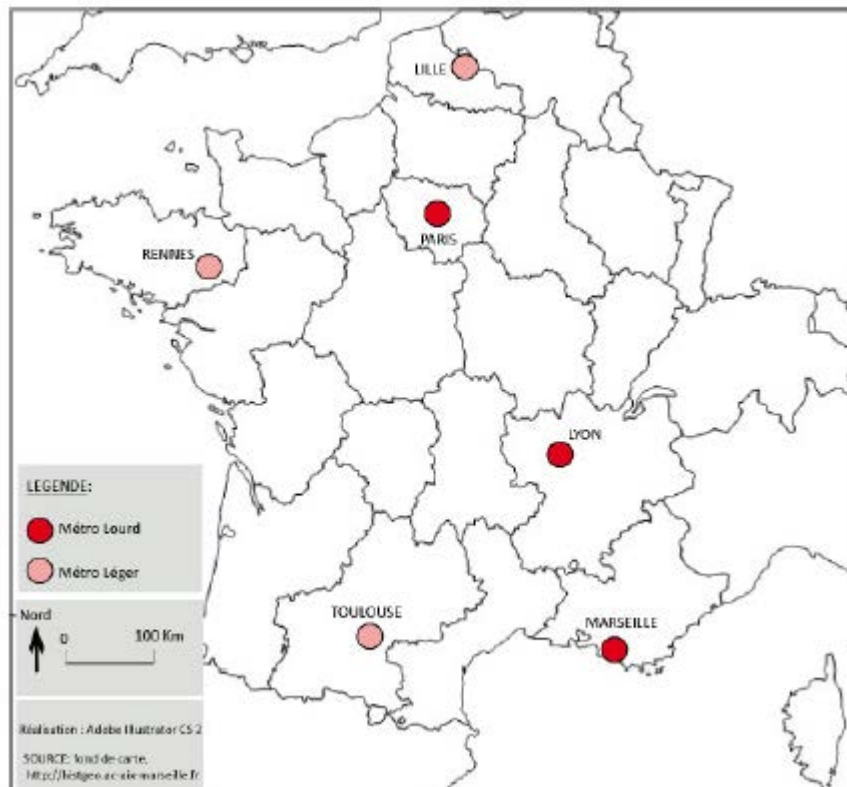 LILLE
PARIS
RENNES
LYON
LEGENDE:
Métro Lourd
Métro Léger
TOULOUSE
MARSEILLE
Nord
0 100 Km
Réalisation : Adobe Illustrator CS 2
SOURCE: fond de carte,
http://histgeo.ac-aix-marseille.fr